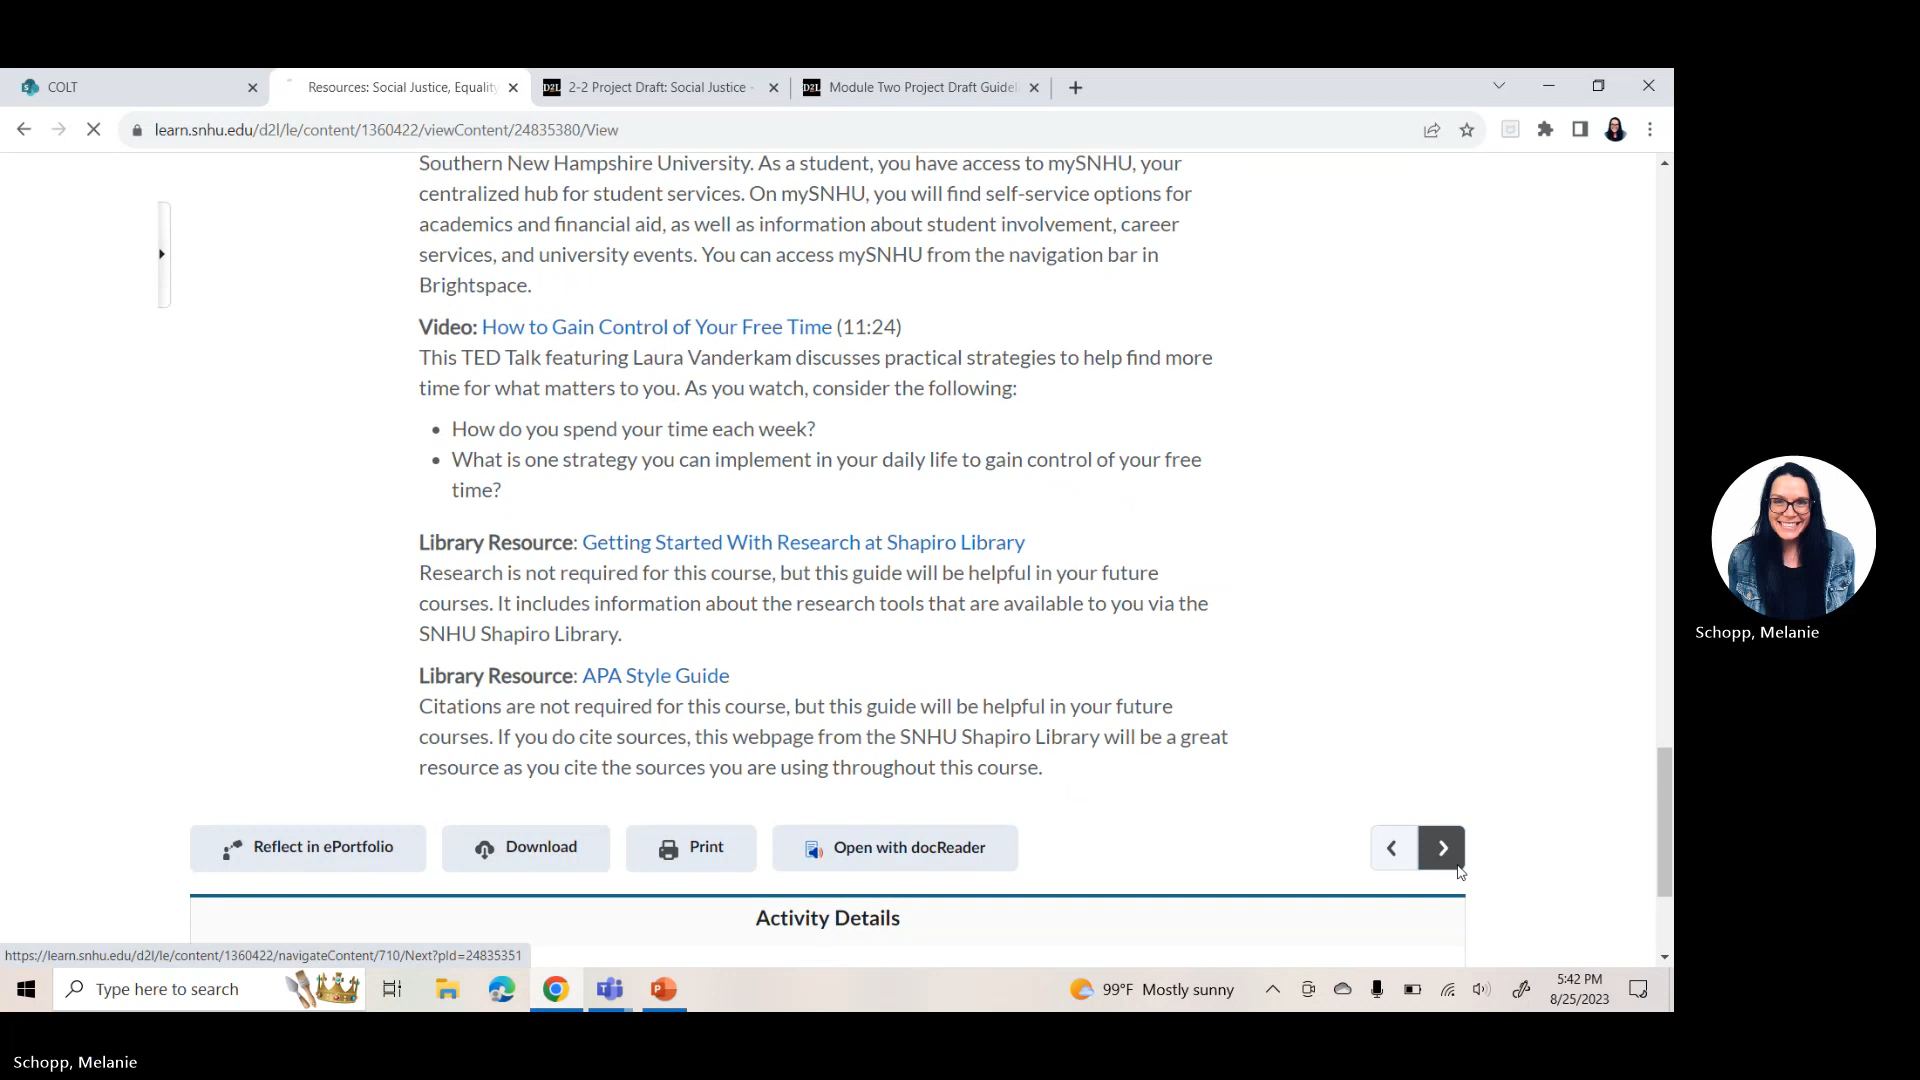 COLT
Resources: Social Justice, Equality
D2L 2-2 Project Draft: Social Justice -
D2L Module Two Project Draft Guidel
learn.snhu.edu/d2l/le/content/1360422/viewContent/24835380/View
Southern New Hampshire University. As a student, you have access to mySNHU, your
centralized hub for student services. On mySNHU, you will find self-service options for
academics and financial aid, as well as information about student involvement, career
services, and university events. You can access mySNHU from the navigation bar in
Brightspace.
Video: How to Gain Control of Your Free Time (11:24)
This TED Talk featuring Laura Vanderkam discusses practical strategies to help find more
time for what matters to you. As you watch, consider the following:
• How do you spend your time each week?
• What is one strategy you can implement in your daily life to gain control of your free
time?
Library Resource: Getting Started With Research at Shapiro Library
Research is not required for this course, but this guide will be helpful in your future
courses. It includes information about the research tools that are available to you via the
SNHU Shapiro Library.
Library Resource: APA Style Guide
Citations are not required for this course, but this guide will be helpful in your future
courses. If you do cite sources, this webpage from the SNHU Shapiro Library will be a great
resource as you cite the sources you are using throughout this course.
Reflect in ePortfolio
Download
Print
Open with docReader
Activity Details
https://learn.snhu.edu/d2l/le/content/1360422/navigateContent/710/Next?pId=24835351
Type here to search
99°F Mostly sunny
5:42 PM
8/25/2023
Schopp, Melanie
Schopp, Melanie